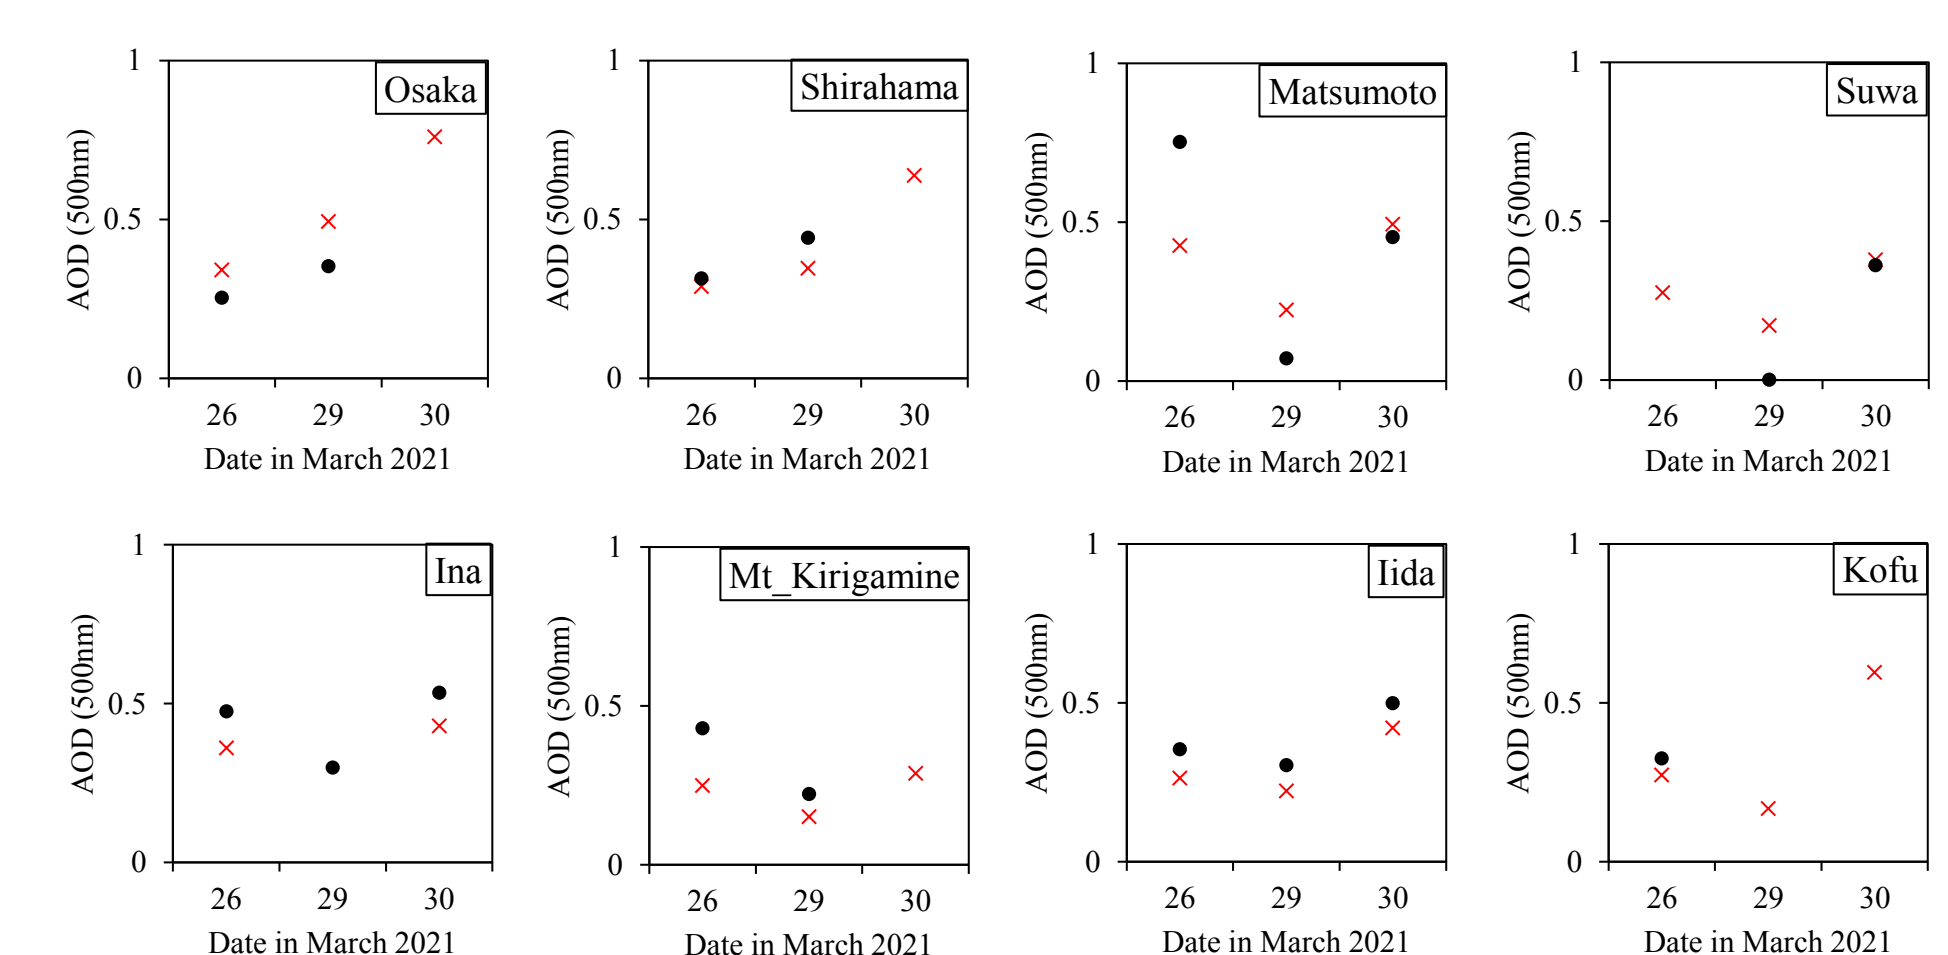 1
Osaka
AOD (500nm)
0.5
0
26 29 30
Date in March 2021
1
Shirahama
AOD (500nm)
0.5
0
26 29 30
Date in March 2021
1
Matsumoto
AOD (500nm)
0.5
0
26 29 30
Date in March 2021
1
Suwa
AOD (500nm)
0.5
0
26 29 30
Date in March 2021
1
Ina
AOD (500nm)
0.5
0
26 29 30
Date in March 2021
1
Mt_Kirigamine
AOD (500nm)
0.5
0
26 29 30
Date in March 2021
1
Iida
AOD (500nm)
0.5
0
26 29 30
Date in March 2021
1
Kofu
AOD (500nm)
0.5
0
26 29 30
Date in March 2021